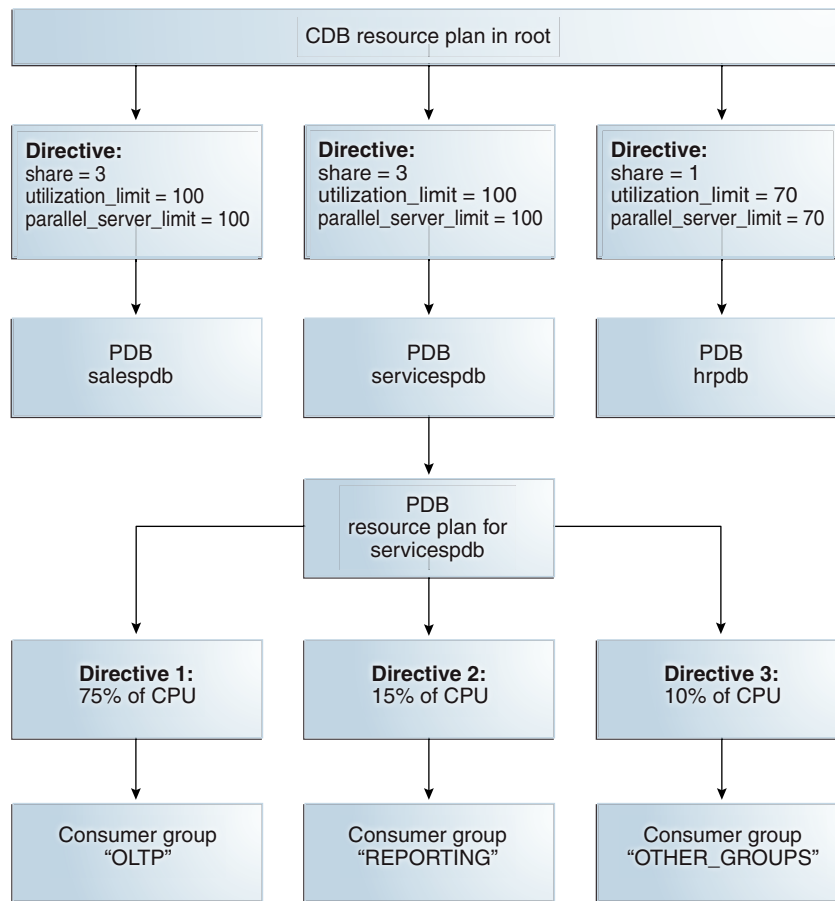 CDB resource plan in root
Directive:
share = 3
utilization_limit = 100
parallel_server_limit = 100
Directive:
share = 3
utilization_limit = 100
parallel_server_limit = 100
Directive:
share = 1
utilization_limit = 70
parallel_server_limit = 70
PDB
salespdb
PDB
servicespdb
PDB
hrpdb
PDB
resource plan for
servicespdb
Directive 1:
75% of CPU
Directive 2:
15% of CPU
Directive 3:
10% of CPU
Consumer group
“OLTP”
Consumer group
“REPORTING”
Consumer group
“OTHER_GROUPS”